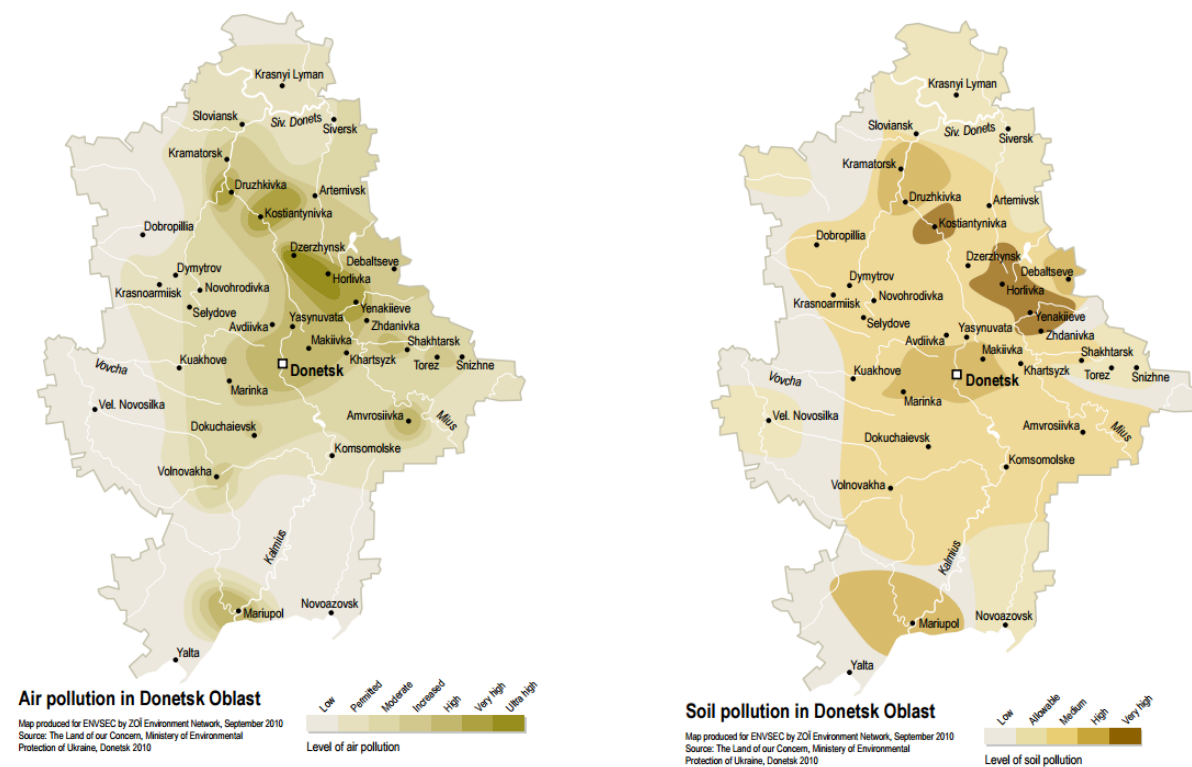 Krasnyi Lyman
Sloviansk
Siv. Donets
Siversk
Kramatorsk
Druzhkivka
Artemivsk
Kostiantynivka
Dobropillia
Dzerzhynsk
Debaltseve
Dymytrov
Horlivka
Krasnoarmiisk
Novohrodivka
Yenakiieve
Selydove
Avdiivka
Yasynuvata
Zhdanivka
Makiivka
Shakhtarsk
Vovcha
Kuakhove
Donetsk
Khartsyzk
Torez
Snizhne
Marinka
Vel. Novosilka
Amvrosiivka
Mius
Dokuchaievsk
Komsomolske
Volnovakha
Kalmius
Mariupol
Novoazovsk
Yalta
Air pollution in Donetsk Oblast
Map produced for ENVSEC by ZOÏ Environment Network, September 2010
Source: The Land of our Concern, Ministry of Environmental
Protection of Ukraine, Donetsk 2010
Low
Permitted
Moderate
Increased
High
Very high
Ultra high
Level of air pollution
Krasnyi Lyman
Sloviansk
Siv. Donets
Siversk
Kramatorsk
Druzhkivka
Artemivsk
Kostiantynivka
Dobropillia
Dzerzhynsk
Debaltseve
Dymytrov
Horlivka
Krasnoarmiisk
Novohrodivka
Yenakiieve
Selydove
Avdiivka
Yasynuvata
Zhdanivka
Makiivka
Shakhtarsk
Vovcha
Kuakhove
Donetsk
Khartsyzk
Torez
Snizhne
Marinka
Vel. Novosilka
Amvrosiivka
Mius
Dokuchaievsk
Komsomolske
Volnovakha
Kalmius
Mariupol
Novoazovsk
Yalta
Soil pollution in Donetsk Oblast
Map produced for ENVSEC by ZOÏ Environment Network, September 2010
Source: The Land of our Concern, Ministry of Environmental
Protection of Ukraine, Donetsk 2010
Low
Allowable
Medium
High
Very high
Level of soil pollution